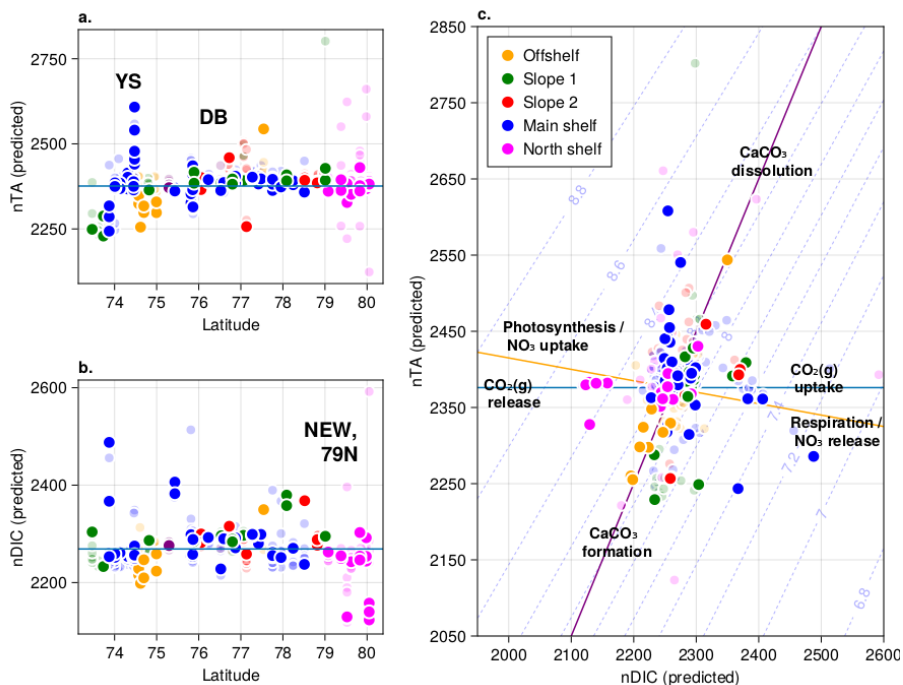 a.
nTA (predicted)
2750
2500
2250
YS
DB
74 75 76 77 78 79 80
Latitude
b.
nDIC (predicted)
2600
2400
2200
NEW,
79N
74 75 76 77 78 79 80
Latitude
c.
nTA (predicted)
2850
2750
2650
2550
2450
2350
2250
2150
2050
Offshelf
Slope 1
Slope 2
Main shelf
North shelf
CaCO₃
dissolution
8.8
8.6
8
Photosynthesis /
NO₃ uptake
CO₂(g)
release
CO₂(g)
uptake
Respiration /
NO₃ release
7.4
7.2
7
6.8
CaCO₃
formation
2000 2100 2200 2300 2400 2500 2600
nDIC (predicted)